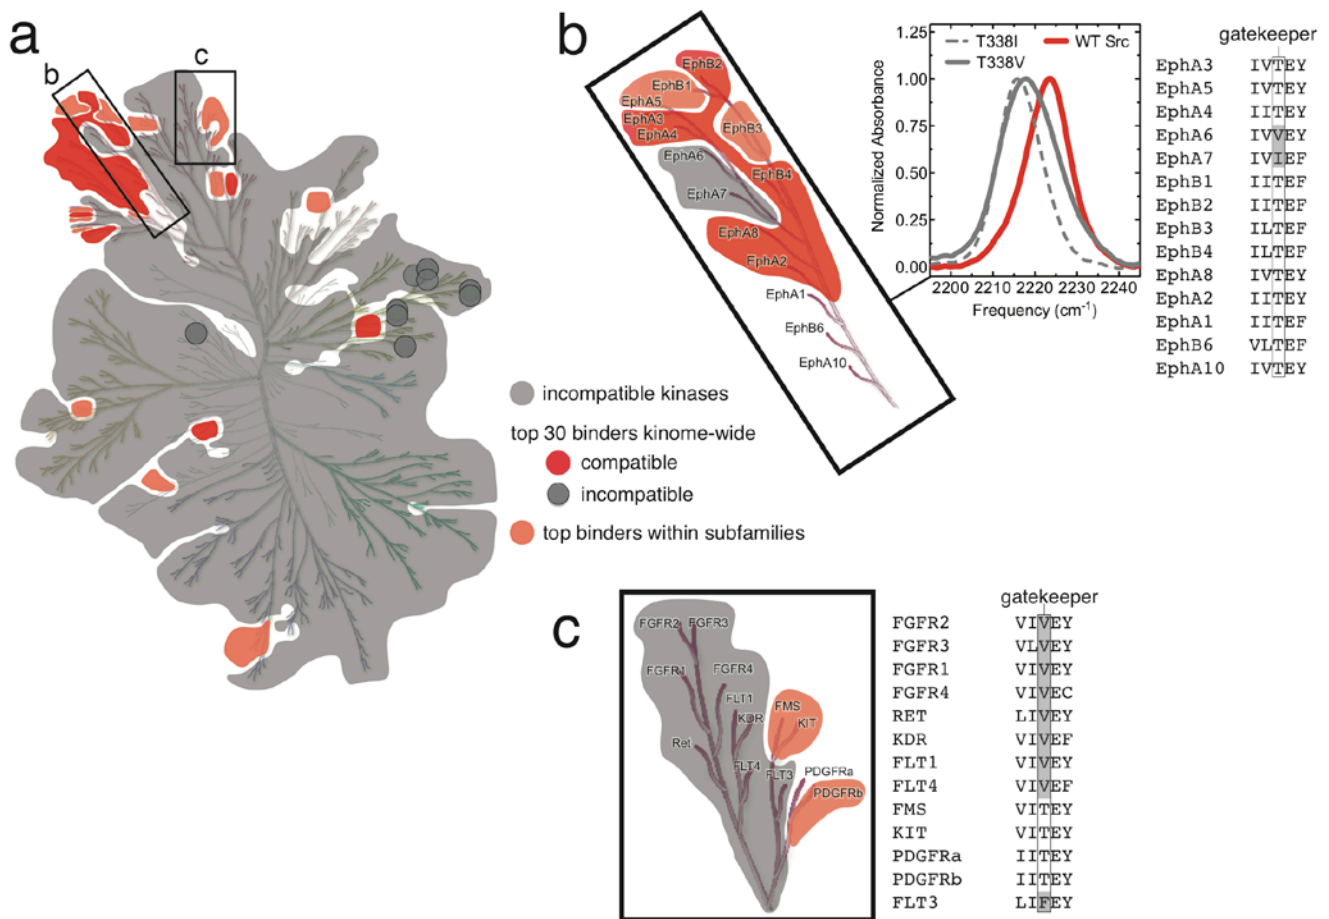 a
b
c
incompatible kinases
top 30 binders kinome-wide
compatible
incompatible
top binders within subfamilies
b
EphB2
EphB1
EphA5
EphA3
EphA4
EphB3
EphA6
EphB4
EphA7
EphA8
EphA2
EphA1
EphB6
EphA10
T338I
T338V
WT Src
Normalized Absorbance
1.25
1.00
0.75
0.50
0.25
0.00
2200 2210 2220 2230 2240
Frequency (cm-1)
gatekeeper
EphA3 IVTEY
EphA5 IVTEY
EphA4 IITEY
EphA6 IVVEY
EphA7 IVIEF
EphB1 IITEF
EphB2 IITEF
EphB3 ILTEF
EphB4 ILTEF
EphA8 IVTEY
EphA2 IITEY
EphA1 IITEF
EphB6 VLTEF
EphA10 IVTEY
c
FGFR2
FGFR3
FGFR1
FGFR4
FLT1
KDR
FMS
KIT
Ret
FLT4
FLT3
PDGFRa
PDGFRb
gatekeeper
FGFR2 VIVEY
FGFR3 VLVEY
FGFR1 VIVEY
FGFR4 VIVEC
RET LIVEY
KDR VIVEF
FLT1 VIVEY
FLT4 VIVEF
FMS VITEY
KIT VITEY
PDGFRa IITEY
PDGFRb IITEY
FLT3 LIFEY